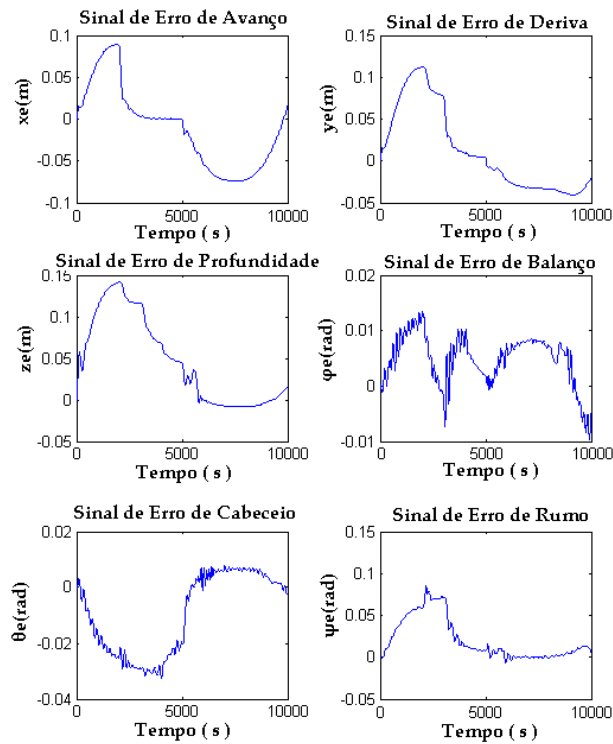 Sinal de Erro de Avanço
xe(m)
0.1
0.05
0
-0.05
-0.1
0
5000
10000
Tempo ( s )
Sinal de Erro de Deriva
ye(m)
0.15
0.1
0.05
0
-0.05
0
5000
10000
Tempo ( s )
Sinal de Erro de Profundidade
ze(m)
0.15
0.1
0.05
0
-0.05
0
5000
10000
Tempo ( s )
Sinal de Erro de Balanço
φe(rad)
0.02
0.01
0
-0.01
0
5000
10000
Tempo ( s )
Sinal de Erro de Cabeceio
θe(rad)
0.02
0
-0.02
-0.04
0
5000
10000
Tempo ( s )
Sinal de Erro de Rumo
ψe(rad)
0.15
0.1
0.05
0
-0.05
0
5000
10000
Tempo ( s )